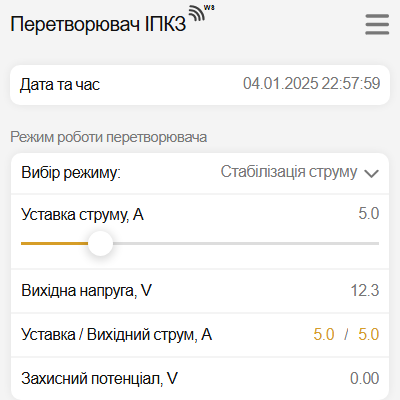 Перетворювач ІПКЗ W8
Дата та час 04.01.2025 22:57:59
Режим роботи перетворювача
Вибір режиму: Стабілізація струму
Уставка струму, А 5.0
Вихідна напруга, V 12.3
Уставка / Вихідний струм, А 5.0 / 5.0
Захисний потенціал, V 0.00